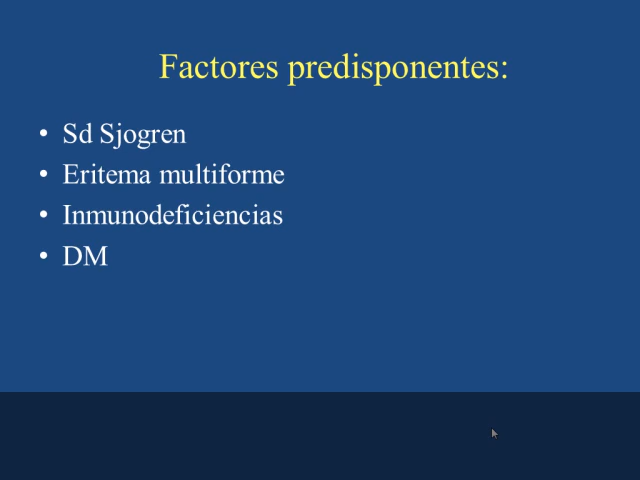 Factores predisponentes:
• Sd Sjogren
• Eritema multiforme
• Inmunodeficiencias
• DM